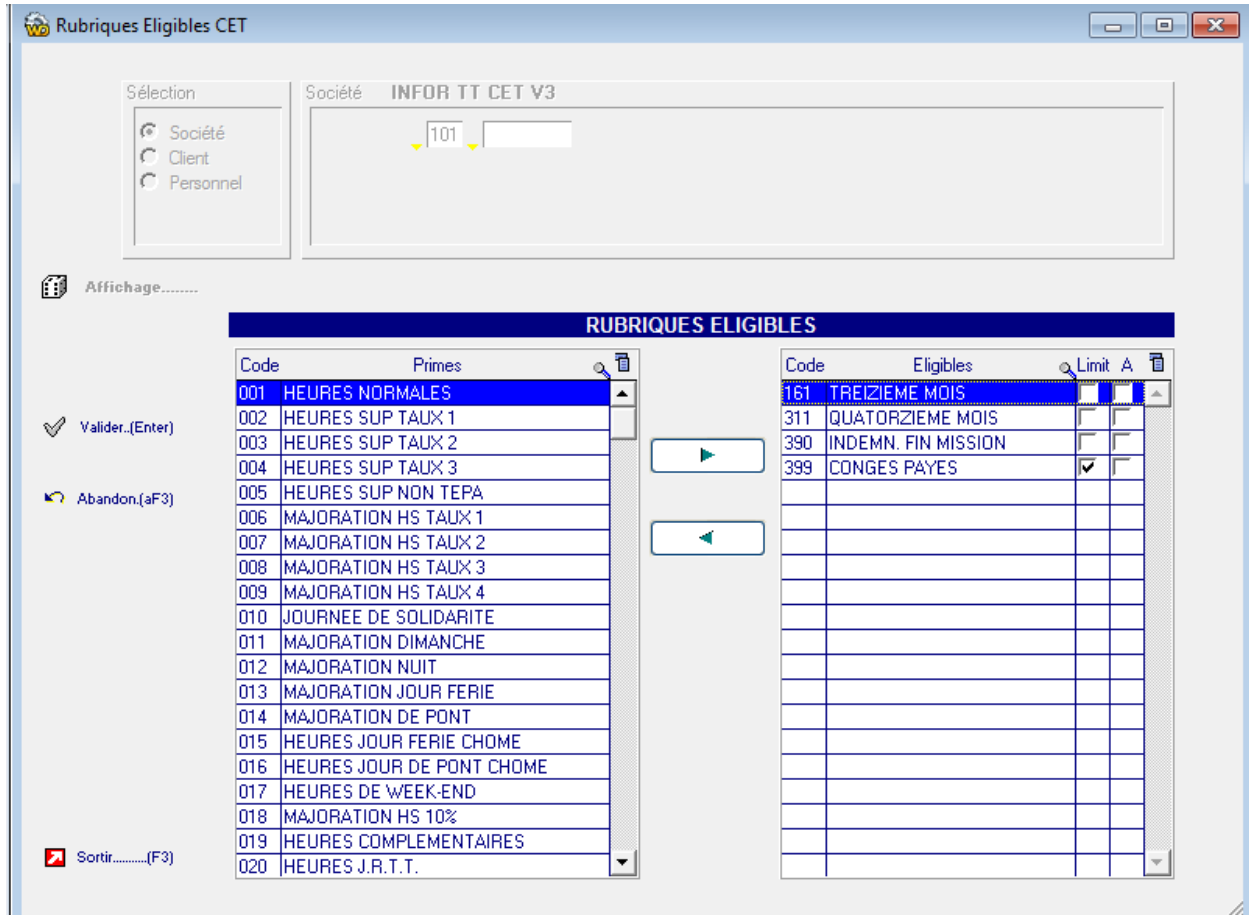 Rubriques Eligibles CET
Sélection
Société INFOR TT CET V3
Société
101
Client
Personnel
Affichage........
RUBRIQUES ELIGIBLES
Code Primes
Code Eligibles Limit A
001 HEURES NORMALES
161 TREIZIEME MOIS
002 HEURES SUP TAUX 1
311 QUATORZIEME MOIS
Valider..(Enter)
003 HEURES SUP TAUX 2
390 INDEMN. FIN MISSION
004 HEURES SUP TAUX 3
399 CONGES PAYES
005 HEURES SUP NON TEPA
Abandon.(aF3)
006 MAJORATION HS TAUX 1
007 MAJORATION HS TAUX 2
008 MAJORATION HS TAUX 3
009 MAJORATION HS TAUX 4
010 JOURNEE DE SOLIDARITE
011 MAJORATION DIMANCHE
012 MAJORATION NUIT
013 MAJORATION JOUR FERIE
014 MAJORATION DE PONT
015 HEURES JOUR FERIE CHOME
016 HEURES JOUR DE PONT CHOME
017 HEURES DE WEEK-END
018 MAJORATION HS 10%
019 HEURES COMPLEMENTAIRES
Sortir..........(F3)
020 HEURES J.R.T.T.